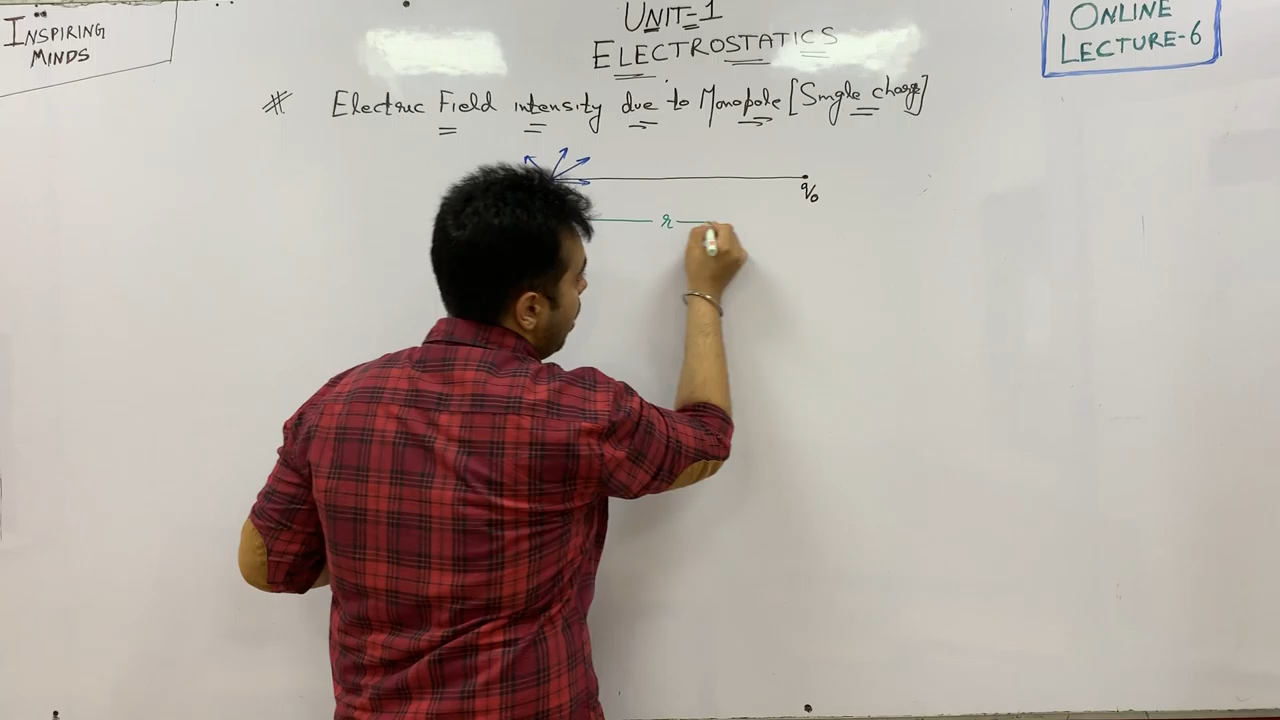 INSPIRING
MINDS
UNIT-1
ELECTROSTATICS
ONLINE
LECTURE-6
# Electric Field intensity due to Monopole [Single charge]
q₀
r